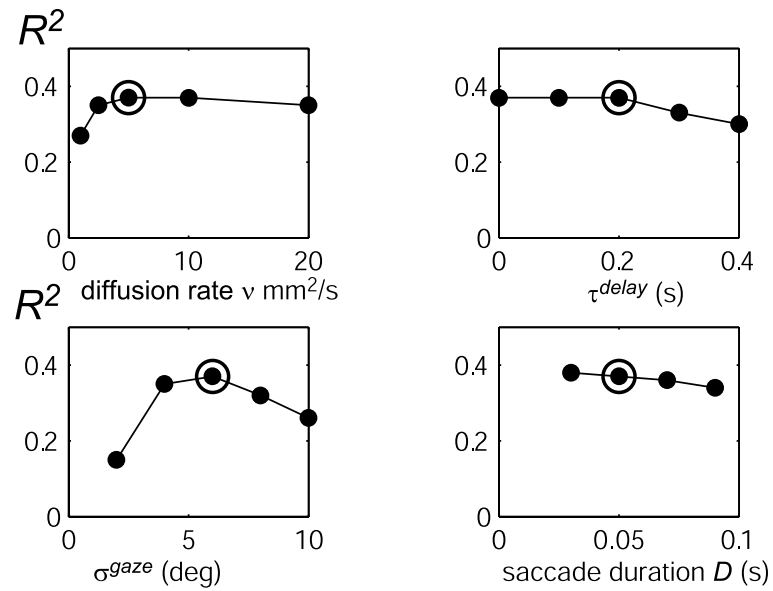 R²
0.4
0.2
0
0 10 20
diffusion rate ν mm²/s
0.4
0.2
0
0 0.2 0.4
τ^delay (s)
R²
0.4
0.2
0
0 5 10
σ^gaze (deg)
0.4
0.2
0
0 0.05 0.1
saccade duration D (s)